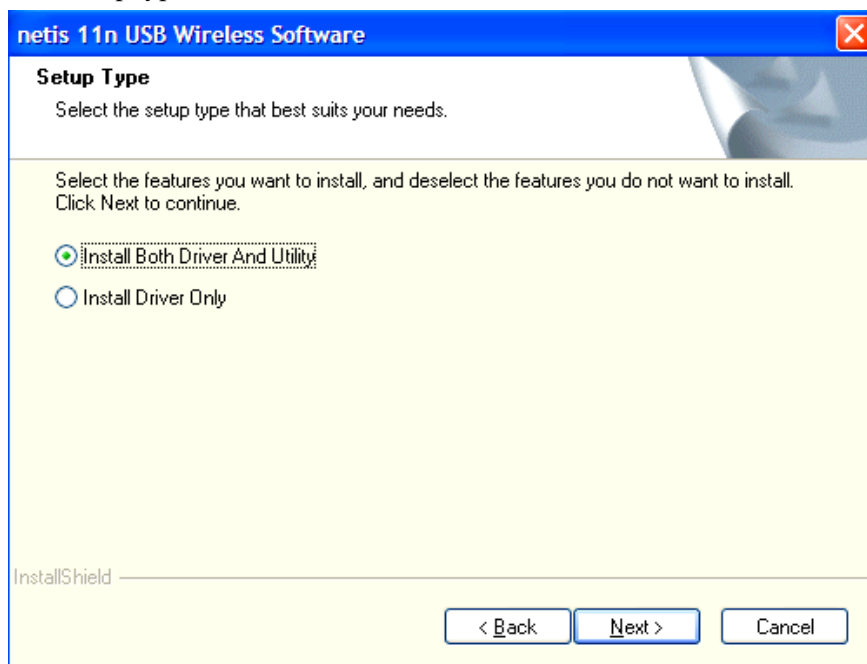 netis 11n USB Wireless Software
Setup Type
Select the setup type that best suits your needs.
Select the features you want to install, and deselect the features you do not want to install.
Click Next to continue.
Install Both Driver And Utility
Install Driver Only
InstallShield
< Back Next > Cancel